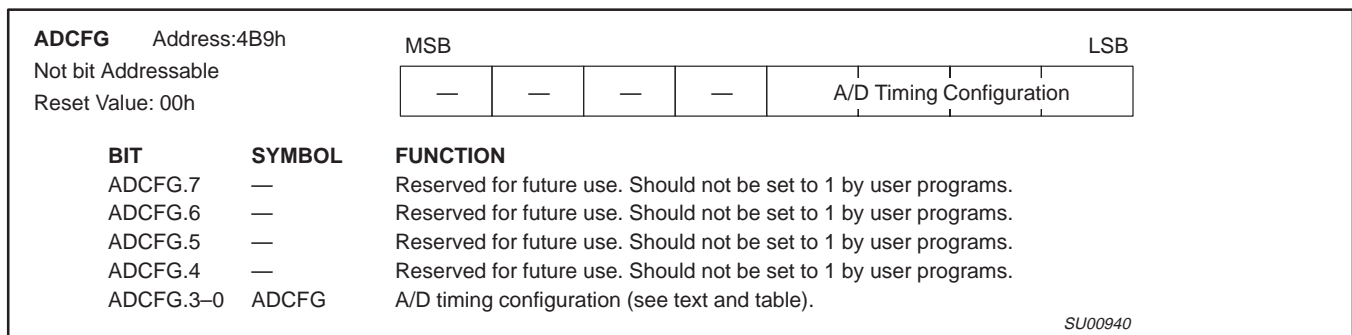 ADCFG Address:4B9h
Not bit Addressable
Reset Value: 00h
MSB LSB
— — — — A/D Timing Configuration
BIT SYMBOL FUNCTION
ADCFG.7 — Reserved for future use. Should not be set to 1 by user programs.
ADCFG.6 — Reserved for future use. Should not be set to 1 by user programs.
ADCFG.5 — Reserved for future use. Should not be set to 1 by user programs.
ADCFG.4 — Reserved for future use. Should not be set to 1 by user programs.
ADCFG.3–0 ADCFG A/D timing configuration (see text and table).
SU00940